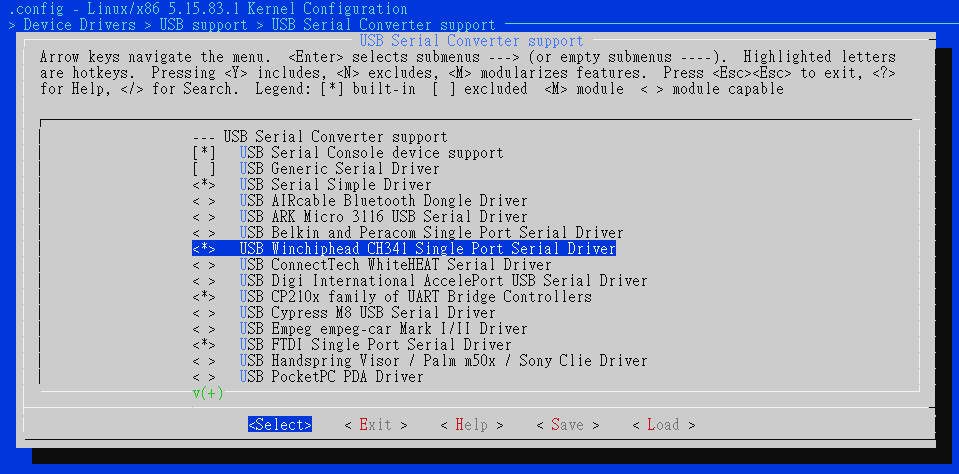 .config - Linux/x86 5.15.83.1 Kernel Configuration
> Device Drivers > USB support > USB Serial Converter support
USB Serial Converter support
Arrow keys navigate the menu.  <Enter> selects submenus ---> (or empty submenus ----).  Highlighted letters
are hotkeys.  Pressing <Y> includes, <N> excludes, <M> modularizes features.  Press <Esc><Esc> to exit, <?>
for Help, </> for Search.  Legend: [*] built-in  [ ] excluded  <M> module  < > module capable
--- USB Serial Converter support
[*]   USB Serial Console device support
[ ]   USB Generic Serial Driver
<*>   USB Serial Simple Driver
< >   USB AIRcable Bluetooth Dongle Driver
< >   USB ARK Micro 3116 USB Serial Driver
< >   USB Belkin and Peracom Single Port Serial Driver
<*>   USB Winchiphead CH341 Single Port Serial Driver
< >   USB ConnectTech WhiteHEAT Serial Driver
< >   USB Digi International AccelePort USB Serial Driver
<*>   USB CP210x family of UART Bridge Controllers
< >   USB Cypress M8 USB Serial Driver
< >   USB Empeg empeg-car Mark I/II Driver
<*>   USB FTDI Single Port Serial Driver
< >   USB Handspring Visor / Palm m50x / Sony Clie Driver
< >   USB PocketPC PDA Driver
v(+)
<Select>    < Exit >    < Help >    < Save >    < Load >